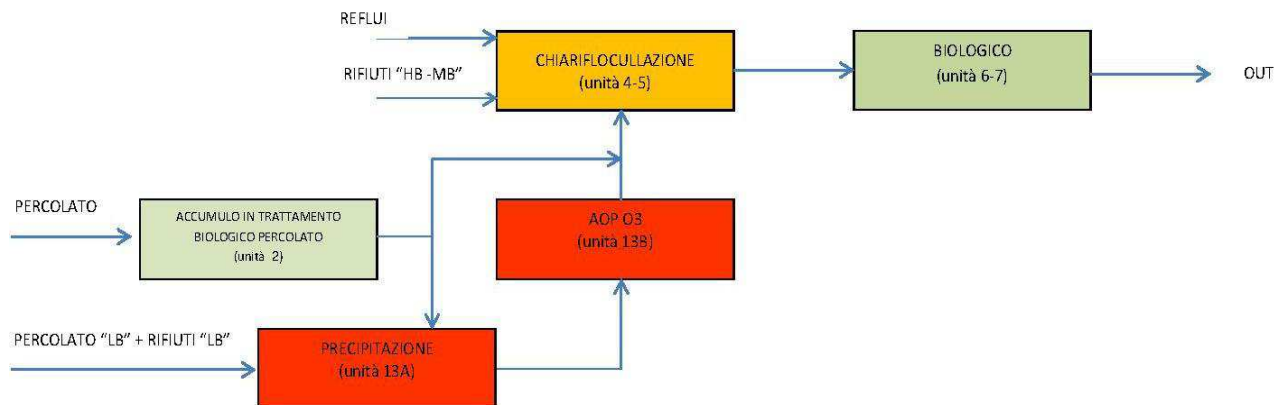 REFLUI
RIFIUTI "HB -MB"
CHIARIFLOCULLAZIONE
(unità 4-5)
BIOLOGICO
(unità 6-7)
OUT
PERCOLATO
ACCUMULO IN TRATTAMENTO
BIOLOGICO PERCOLATO
(unità 2)
AOP O3
(unità 13B)
PERCOLATO "LB" + RIFIUTI "LB"
PRECIPITAZIONE
(unità 13A)